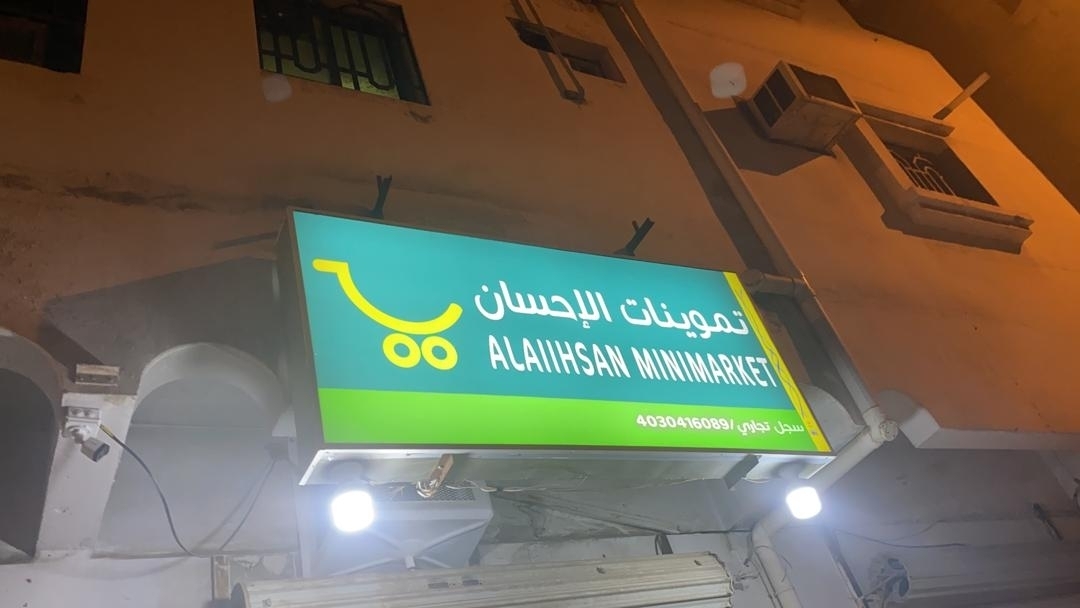 تموينات الإحسان
ALAIIHSAN MINIMARKET
سجل تجاري /4030416089